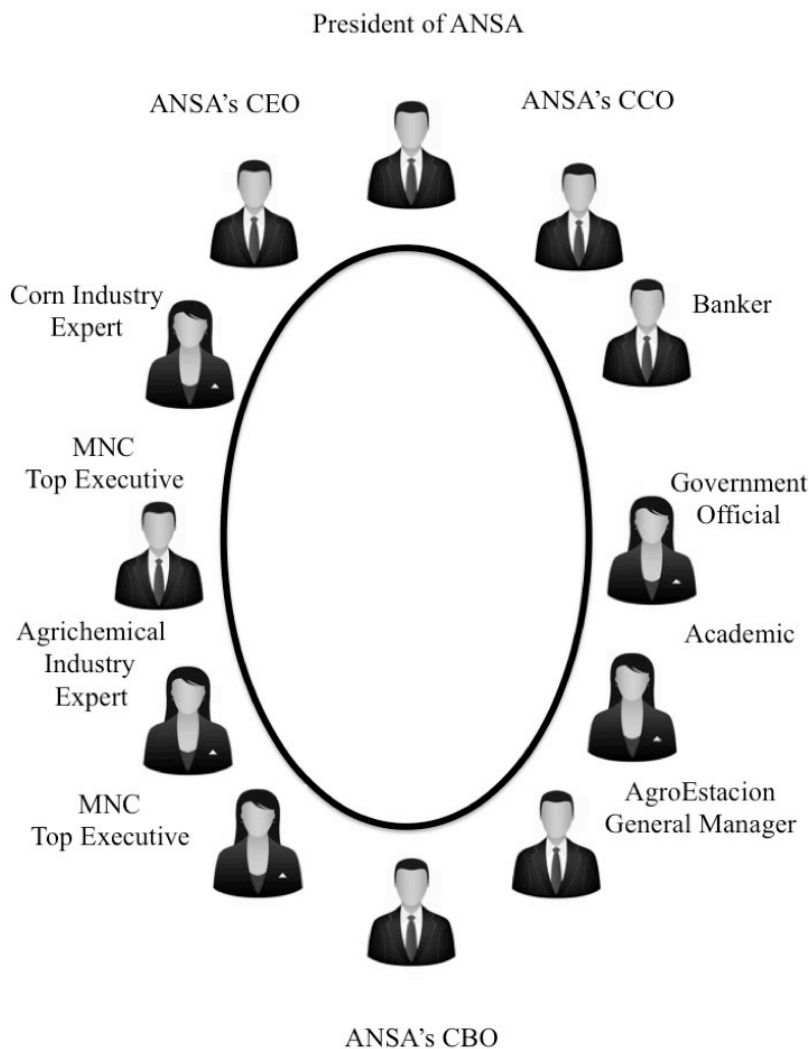 President of ANSA
ANSA's CEO
ANSA's CCO
Corn Industry
Expert
Banker
MNC
Top Executive
Government
Official
Agrichemical
Industry
Expert
Academic
MNC
Top Executive
AgroEstacion
General Manager
ANSA's CBO